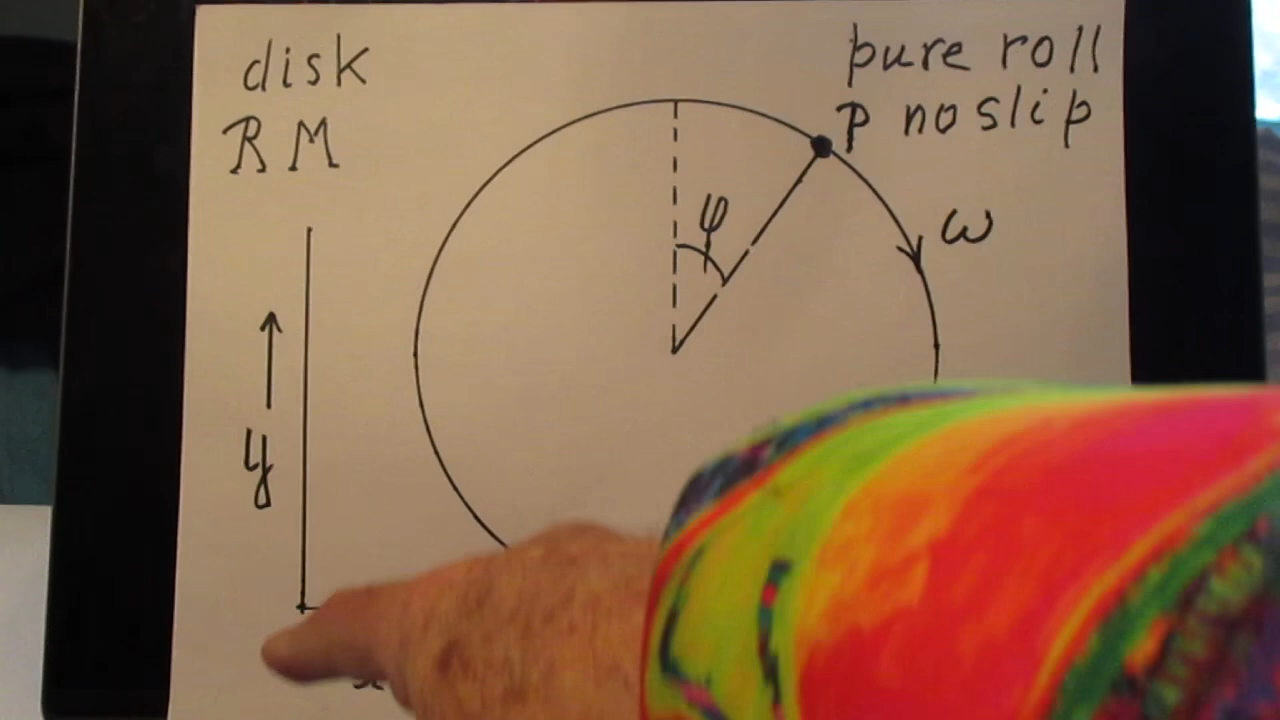 disk
R M
pure roll
P no slip
φ
ω
y